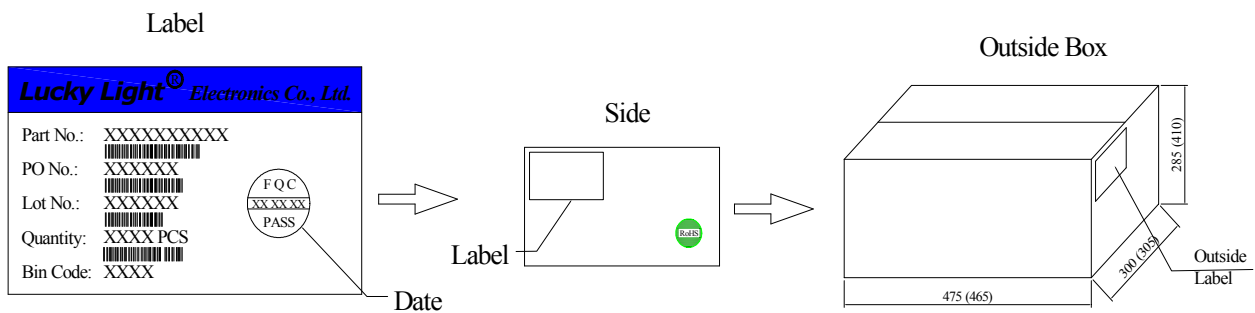 Label
Lucky Light® Electronics Co., Ltd.
Part No.: XXXXXXXXXX
PO No.: XXXXXX
Lot No.: XXXXXX
Quantity: XXXX PCS
Bin Code: XXXX
F Q C
XX XX XX
PASS
Date
Side
RoHS
Label
Outside Box
285 (410)
300 (305)
475 (465)
Outside
Label